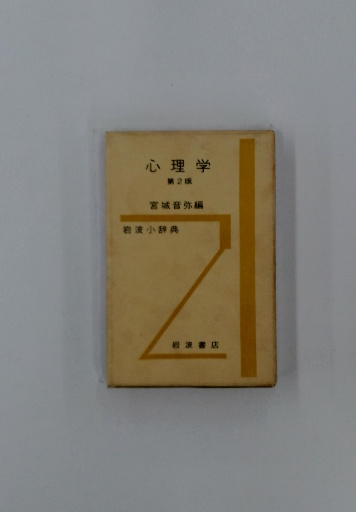 心理学
第2版
宮城音弥編
岩波小辞典
岩波書店